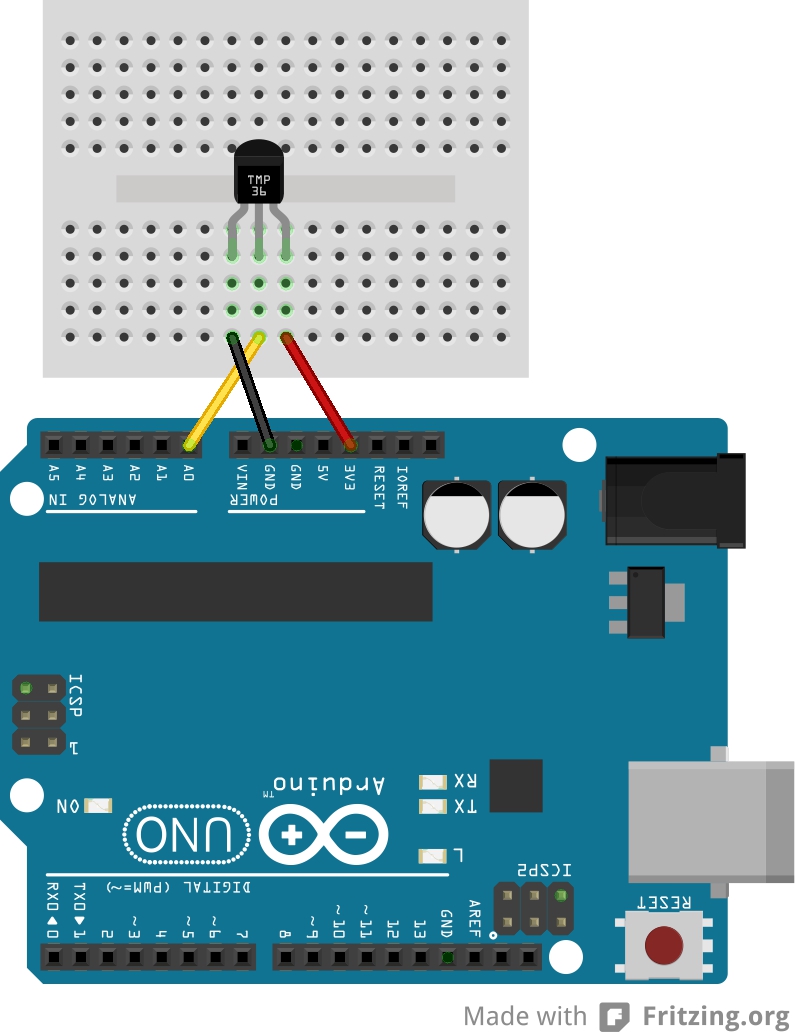 TMP
36
A5 A4 A3 A2 A1 A0 VIN GND GND 5V 3V3 RESET IOREF
ANALOG IN POWER
ICSP
1
Arduino™
RX
TX
ON
UNO
L
ICSP2
DIGITAL (PWM=~)
RESET
RX0 TX0
0 1 2 ~3 4 ~5 ~6 7 8 ~9 ~10 ~11 12 13 GND AREF
Made with Fritzing.org